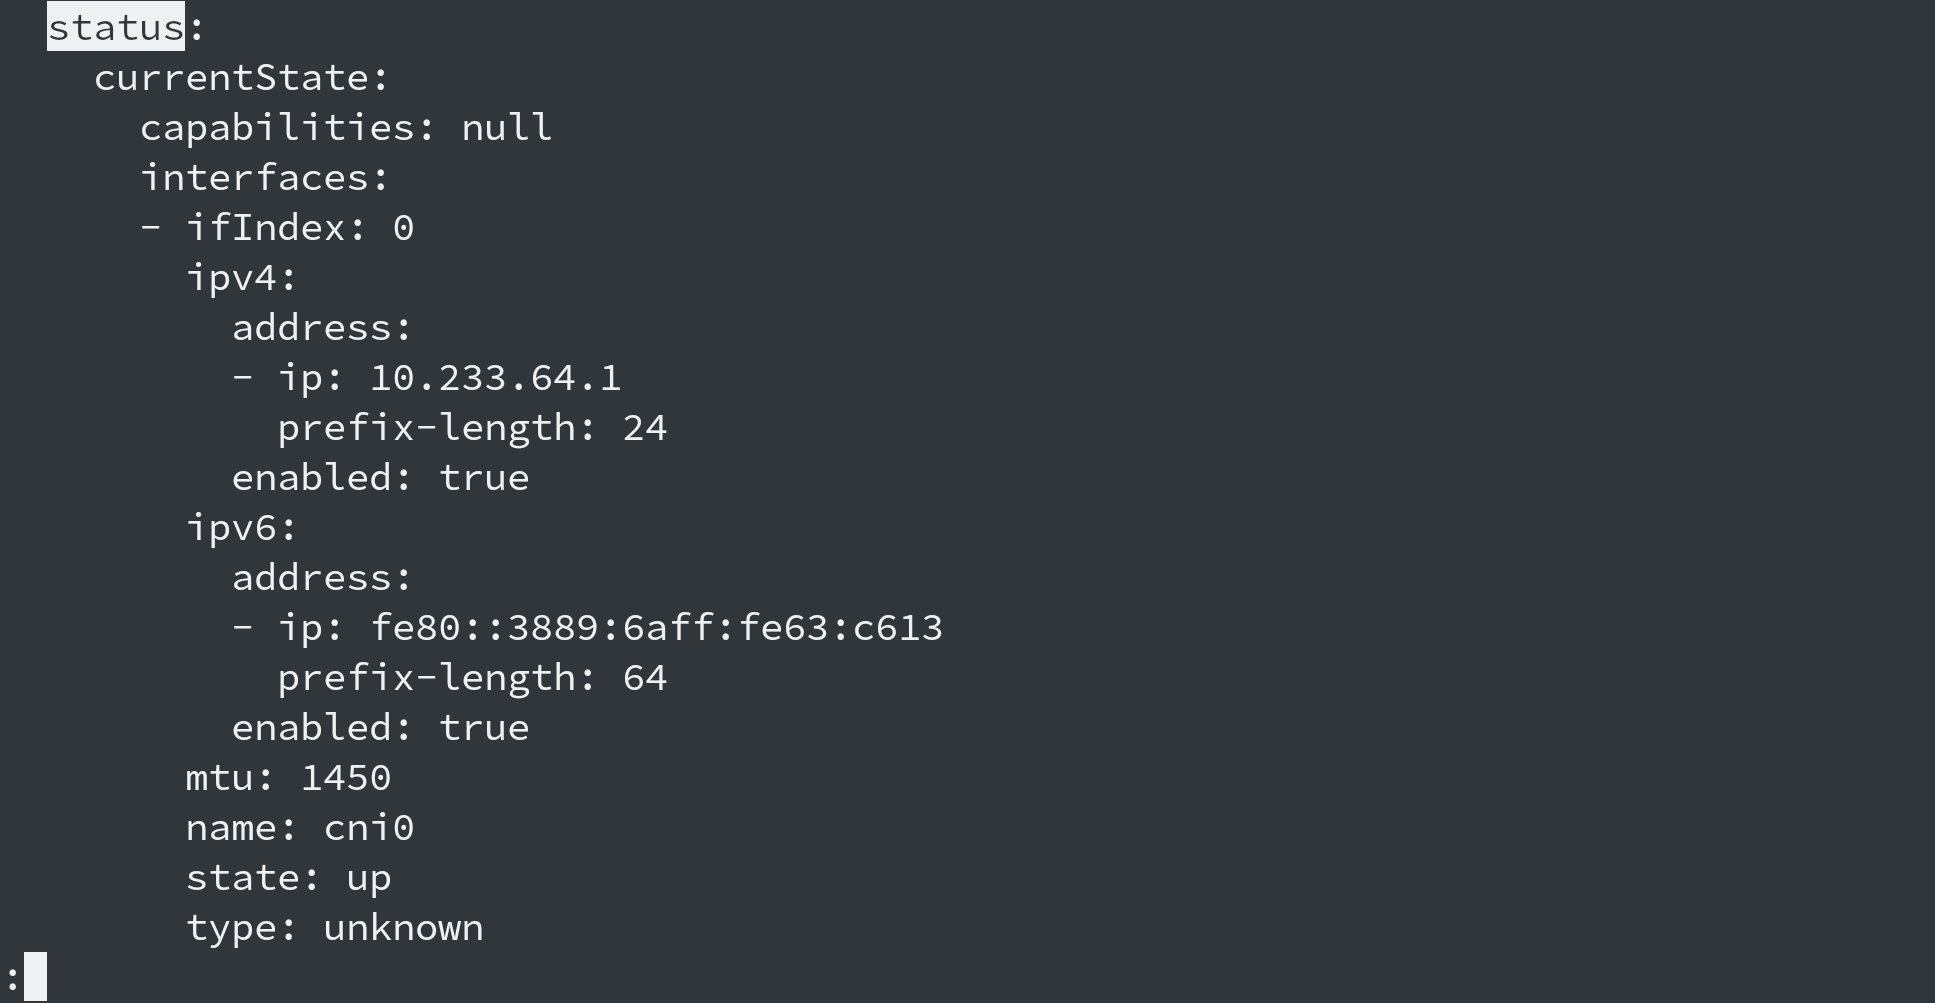 status:
  currentState:
    capabilities: null
    interfaces:
    - ifIndex: 0
      ipv4:
        address:
        - ip: 10.233.64.1
          prefix-length: 24
        enabled: true
      ipv6:
        address:
        - ip: fe80::3889:6aff:fe63:c613
          prefix-length: 64
        enabled: true
      mtu: 1450
      name: cni0
      state: up
      type: unknown
: